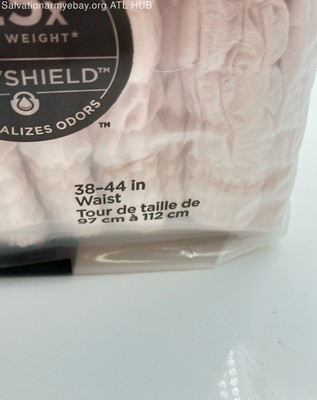 Salvationarmyebay.org ATL HUB
WEIGHT*
SHIELD™
ALIZES ODORS
™
38-44 in
Waist
Tour de taille de
97 cm à 112 cm